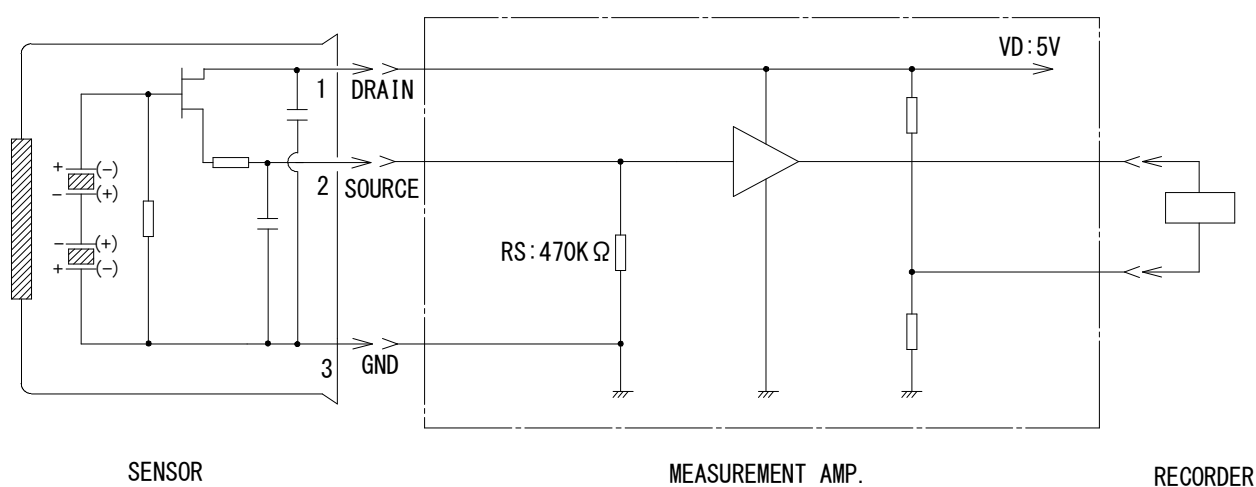 VD:5V
1
DRAIN
+
(-)
-
(+)
2
SOURCE
-
(+)
+
(-)
RS:470KΩ
3
GND
SENSOR
MEASUREMENT AMP.
RECORDER